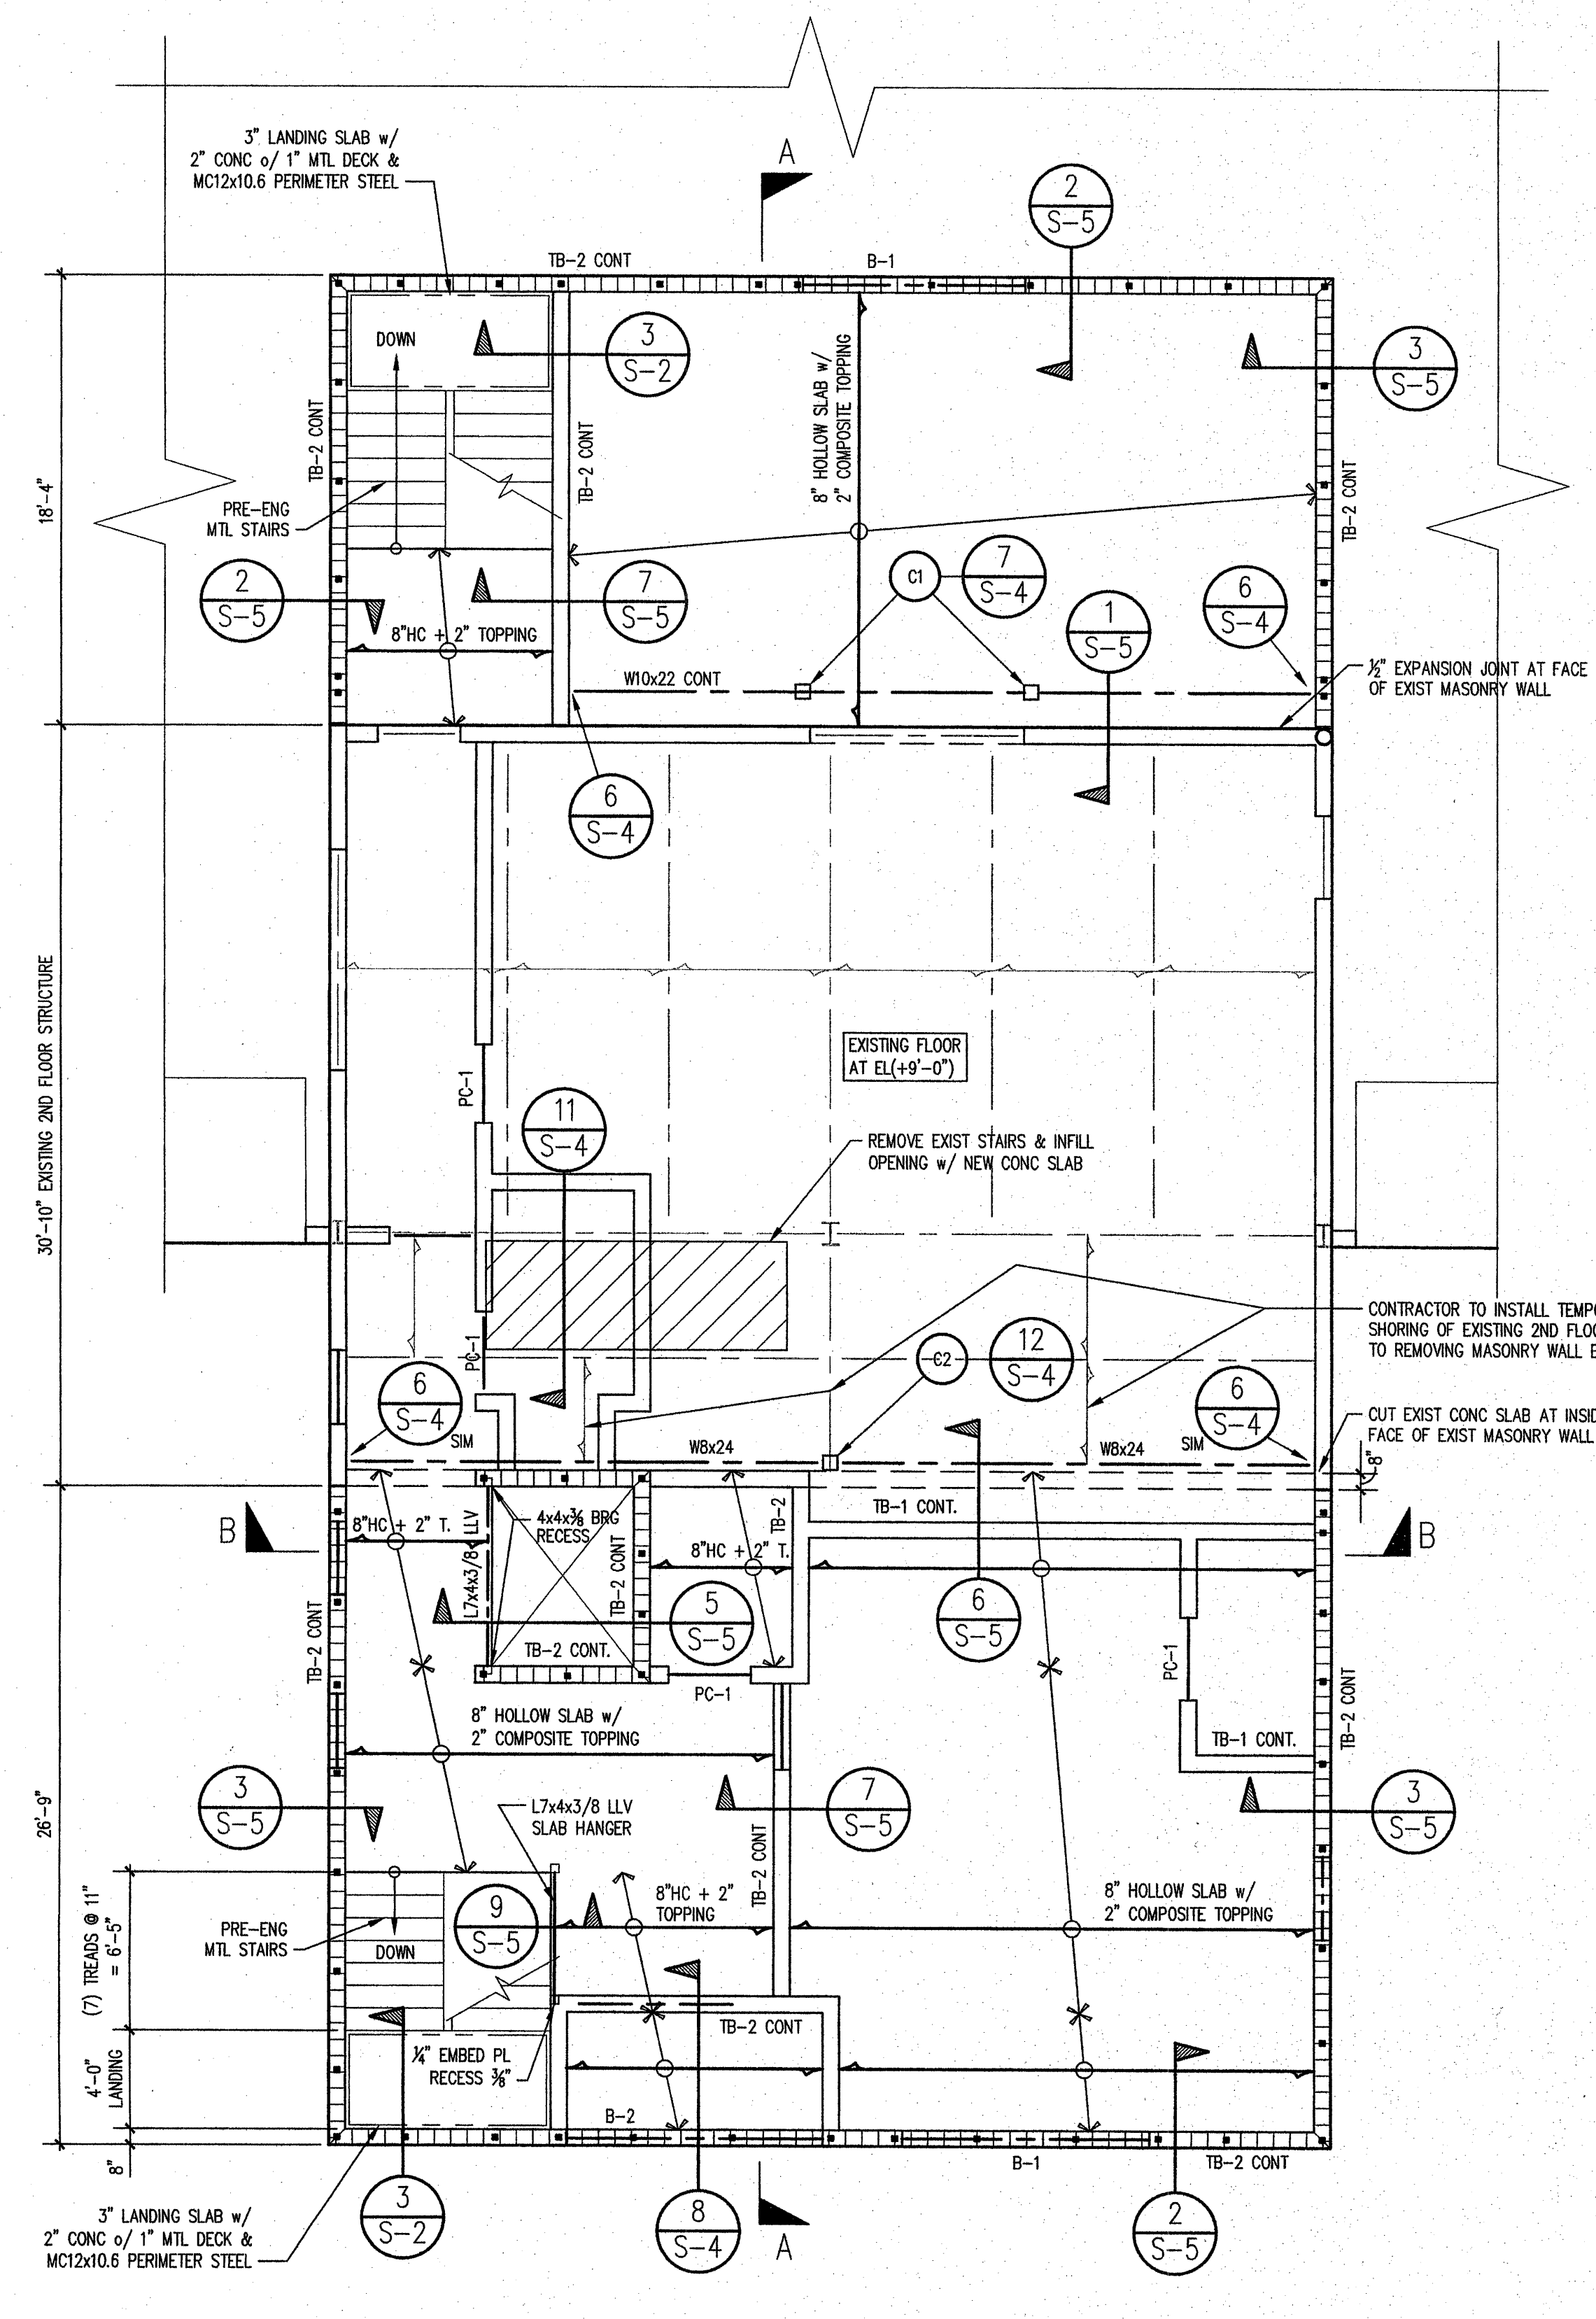 3" LANDING SLAB w/
2" CONC o/ 1" MTL DECK &
MC12x10.6 PERIMETER STEEL
A
2
S-5
TB-2 CONT
B-1
DOWN
3
S-2
8" HOLLOW SLAB w/
2" COMPOSITE TOPPING
3
S-5
TB-2 CONT
TB-2 CONT
TB-2 CONT
18'-4"
PRE-ENG
MTL STAIRS
2
S-5
7
S-5
C1
7
S-4
1
S-5
6
S-4
8"HC + 2" TOPPING
W10x22 CONT
½" EXPANSION JOINT AT FACE
OF EXIST MASONRY WALL
6
S-4
30'-10" EXISTING 2ND FLOOR STRUCTURE
EXISTING FLOOR
AT EL(+9'-0")
PC-1
11
S-4
REMOVE EXIST STAIRS & INFILL
OPENING w/ NEW CONC SLAB
CONTRACTOR TO INSTALL
SHORING OF EXISTING 2ND
TO REMOVING MASONRY WALL
PC-1
C2
12
S-4
6
S-4
SIM
6
S-4
SIM
CUT EXIST CONC SLAB AT
FACE OF EXIST MASONRY WALL
W8x24
W8x24
8"
B
8"HC + 2" T.
L7x4x3/8 LLV
4x4x⅜ BRG
RECESS
TB-2 CONT
TB-2
TB-1 CONT.
B
8"HC + 2" T.
5
S-5
6
S-5
TB-2 CONT
TB-2 CONT.
PC-1
PC-1
TB-2 CONT
8" HOLLOW SLAB w/
2" COMPOSITE TOPPING
TB-1 CONT.
26'-9"
3
S-5
L7x4x3/8 LLV
SLAB HANGER
7
S-5
3
S-5
TB-2 CONT
(7) TREADS @ 11"
= 6'-5"
PRE-ENG
MTL STAIRS
DOWN
9
S-5
8"HC + 2"
TOPPING
8" HOLLOW SLAB w/
2" COMPOSITE TOPPING
4'-0"
LANDING
¼" EMBED PL
RECESS ⅜"
TB-2 CONT
B-2
8"
B-1
TB-2 CONT
3" LANDING SLAB w/
2" CONC o/ 1" MTL DECK &
MC12x10.6 PERIMETER STEEL
3
S-2
8
S-4
A
2
S-5